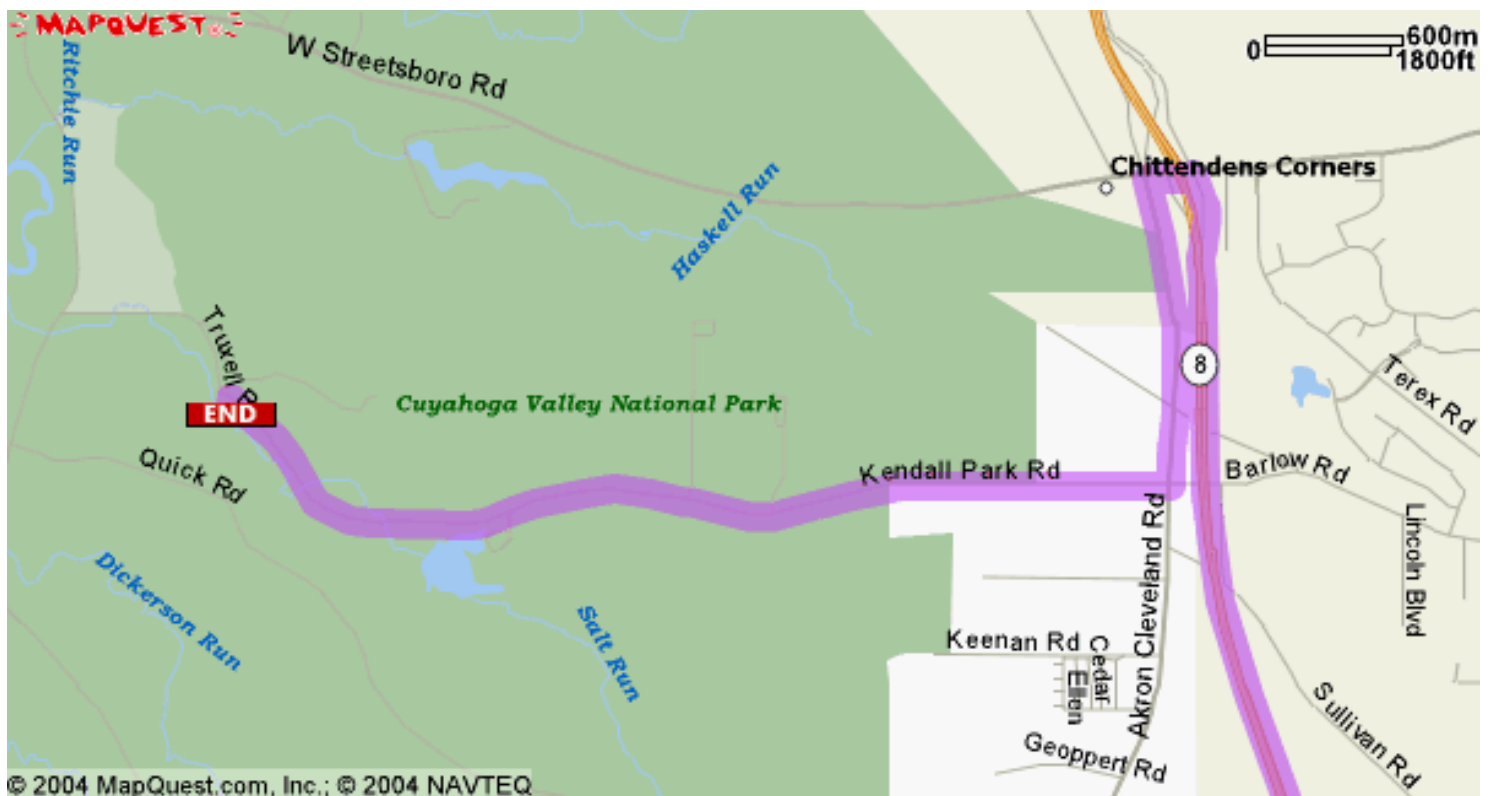 MAPQUEST®
600m
0
1800ft
W Streetsboro Rd
Ritchie Run
Chittendens Corners
Haskell Run
Truxell R
8
END
Cuyahoga Valley National Park
Terex Rd
Quick Rd
Kendall Park Rd
Barlow Rd
Lincoln Blvd
Akron Cleveland Rd
Dickerson Run
Salt Run
Keenan Rd
Cedar
Ellen
Sullivan Rd
Geoppert Rd
© 2004 MapQuest.com, Inc.; © 2004 NAVTEQ